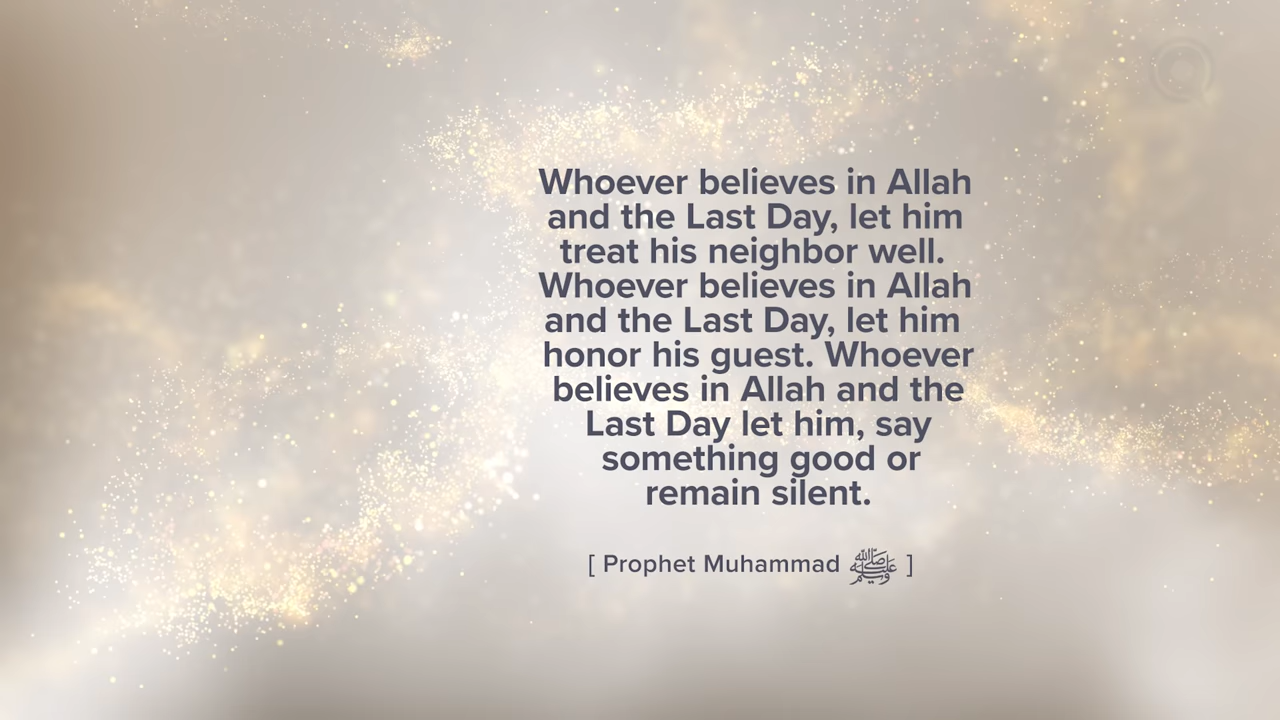 Whoever believes in Allah
and the Last Day, let him
treat his neighbor well.
Whoever believes in Allah
and the Last Day, let him
honor his guest. Whoever
believes in Allah and the
Last Day let him, say
something good or
remain silent.
[ Prophet Muhammad ﷺ ]